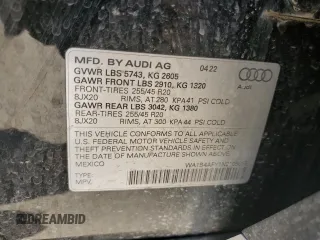 MFD. BY AUDI AG 04.22
GVWR LBS 5743, KG 2605
GAWR FRONT LBS 2910, KG 1220
FRONT-TIRES 255/45 R20
8JX20 RIMS, AT 280 KPA 41 PSI COLD
GAWR REAR LBS 3042, KG 1380
REAR-TIRES 255/45 R20
8JX20 RIMS, AT 300 KPA 44 PSI COLD
THIS VEHICLE CONFORMS TO ALL APPLICABLE
U.S. FEDERAL MOTOR VEHICLE SAFETY AND
THEFT PREVENTION STANDARDS IN EFFECT ON
THE DATE OF MANUFACTURE SHOWN ABOVE.
MEXICO
TYPE:
MPV
Audi
DREAMBID